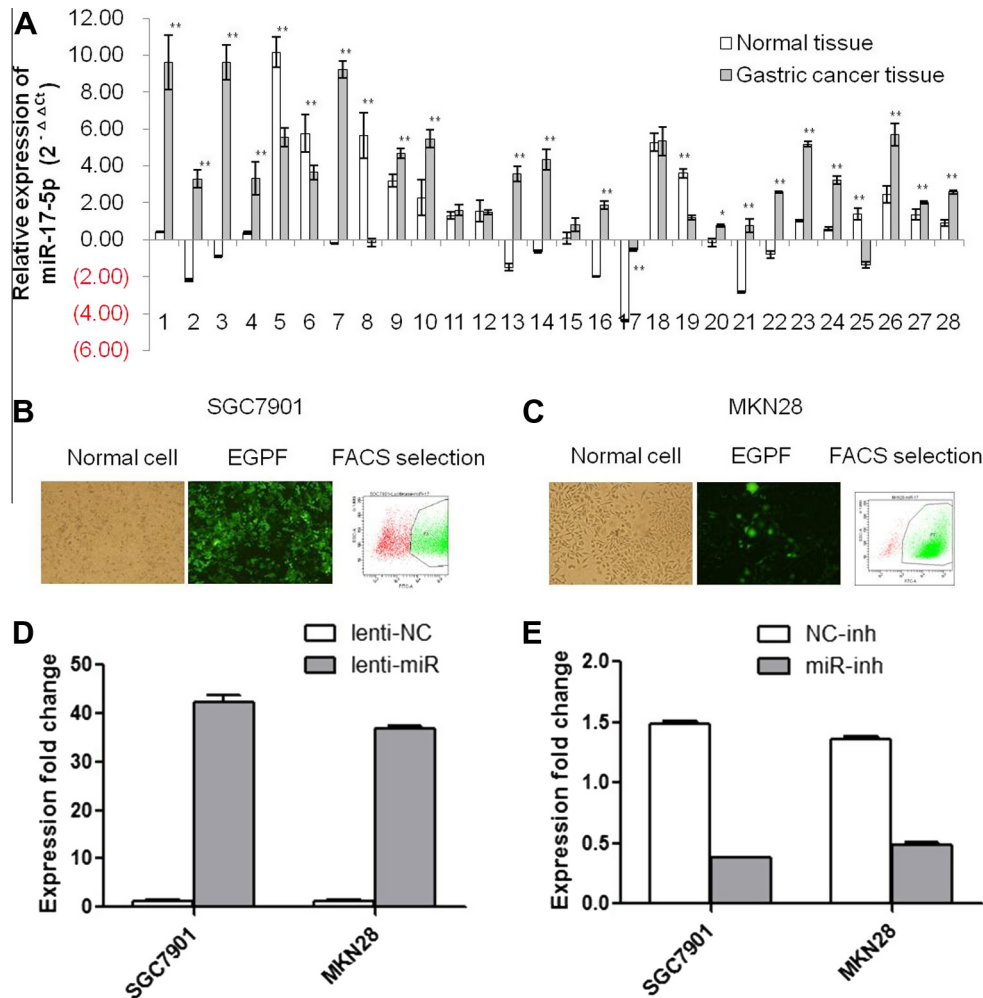 A
Relative expression of
miR-17-5p (2^-ΔΔCt)
12.00
10.00
8.00
6.00
4.00
2.00
0.00
(2.00)
(4.00)
(6.00)
Normal tissue
Gastric cancer tissue
** ** ** ** ** ** ** ** ** ** ** ** ** ** ** * ** ** ** ** ** ** ** **
1 2 3 4 5 6 7 8 9 10 11 12 13 14 15 16 17 18 19 20 21 22 23 24 25 26 27 28
B
SGC7901
Normal cell EGPF FACS selection
FITC-A
C
MKN28
Normal cell EGPF FACS selection
FITC-A
D
lenti-NC
lenti-miR
Expression fold change
50
40
30
20
10
0
SGC7901 MKN28
E
NC-inh
miR-inh
Expression fold change
2.0
1.5
1.0
0.5
0.0
SGC7901 MKN28